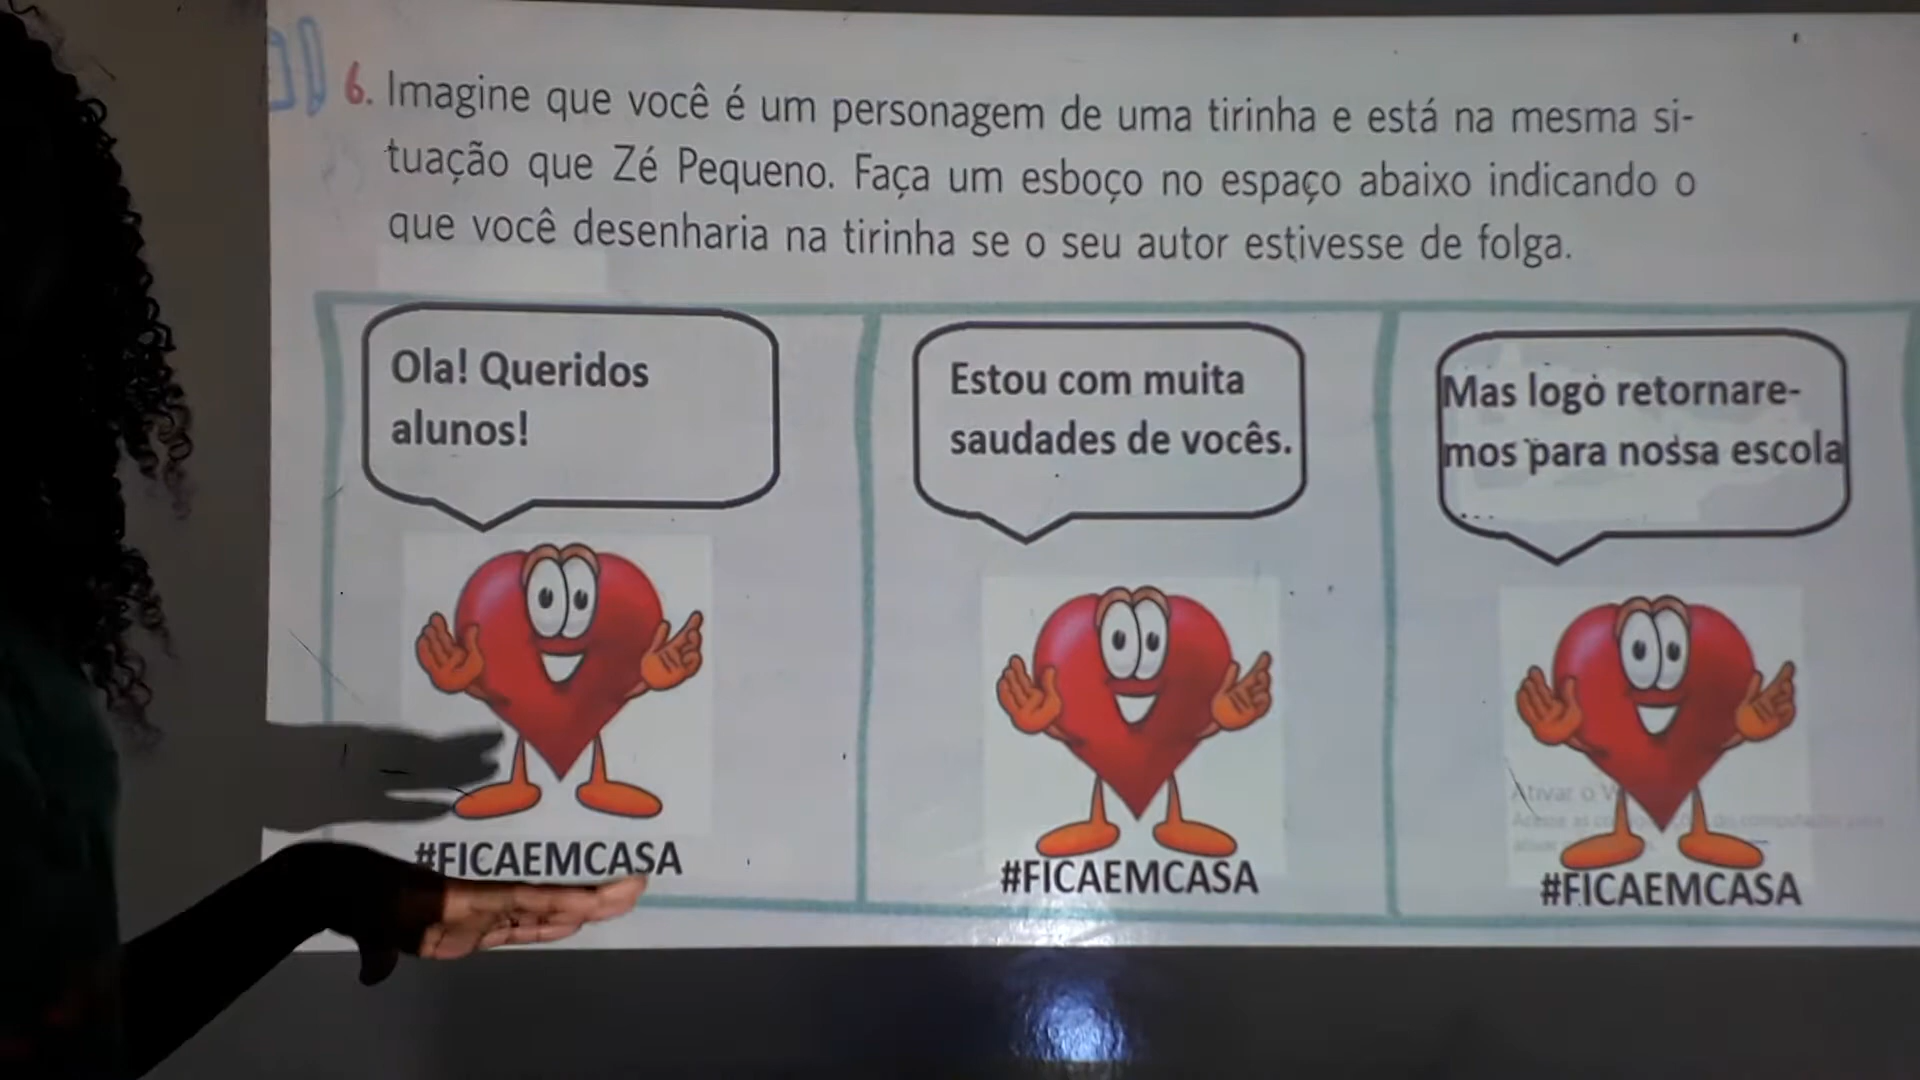 6. Imagine que você é um personagem de uma tirinha e está na mesma si-
tuação que Zé Pequeno. Faça um esboço no espaço abaixo indicando o
que você desenharia na tirinha se o seu autor estivesse de folga.
Ola! Queridos
alunos!
#FICAEMCASA
Estou com muita
saudades de vocês.
#FICAEMCASA
Mas logo retornare-
mos para nossa escola
...
Ativar o
#FICAEMCASA